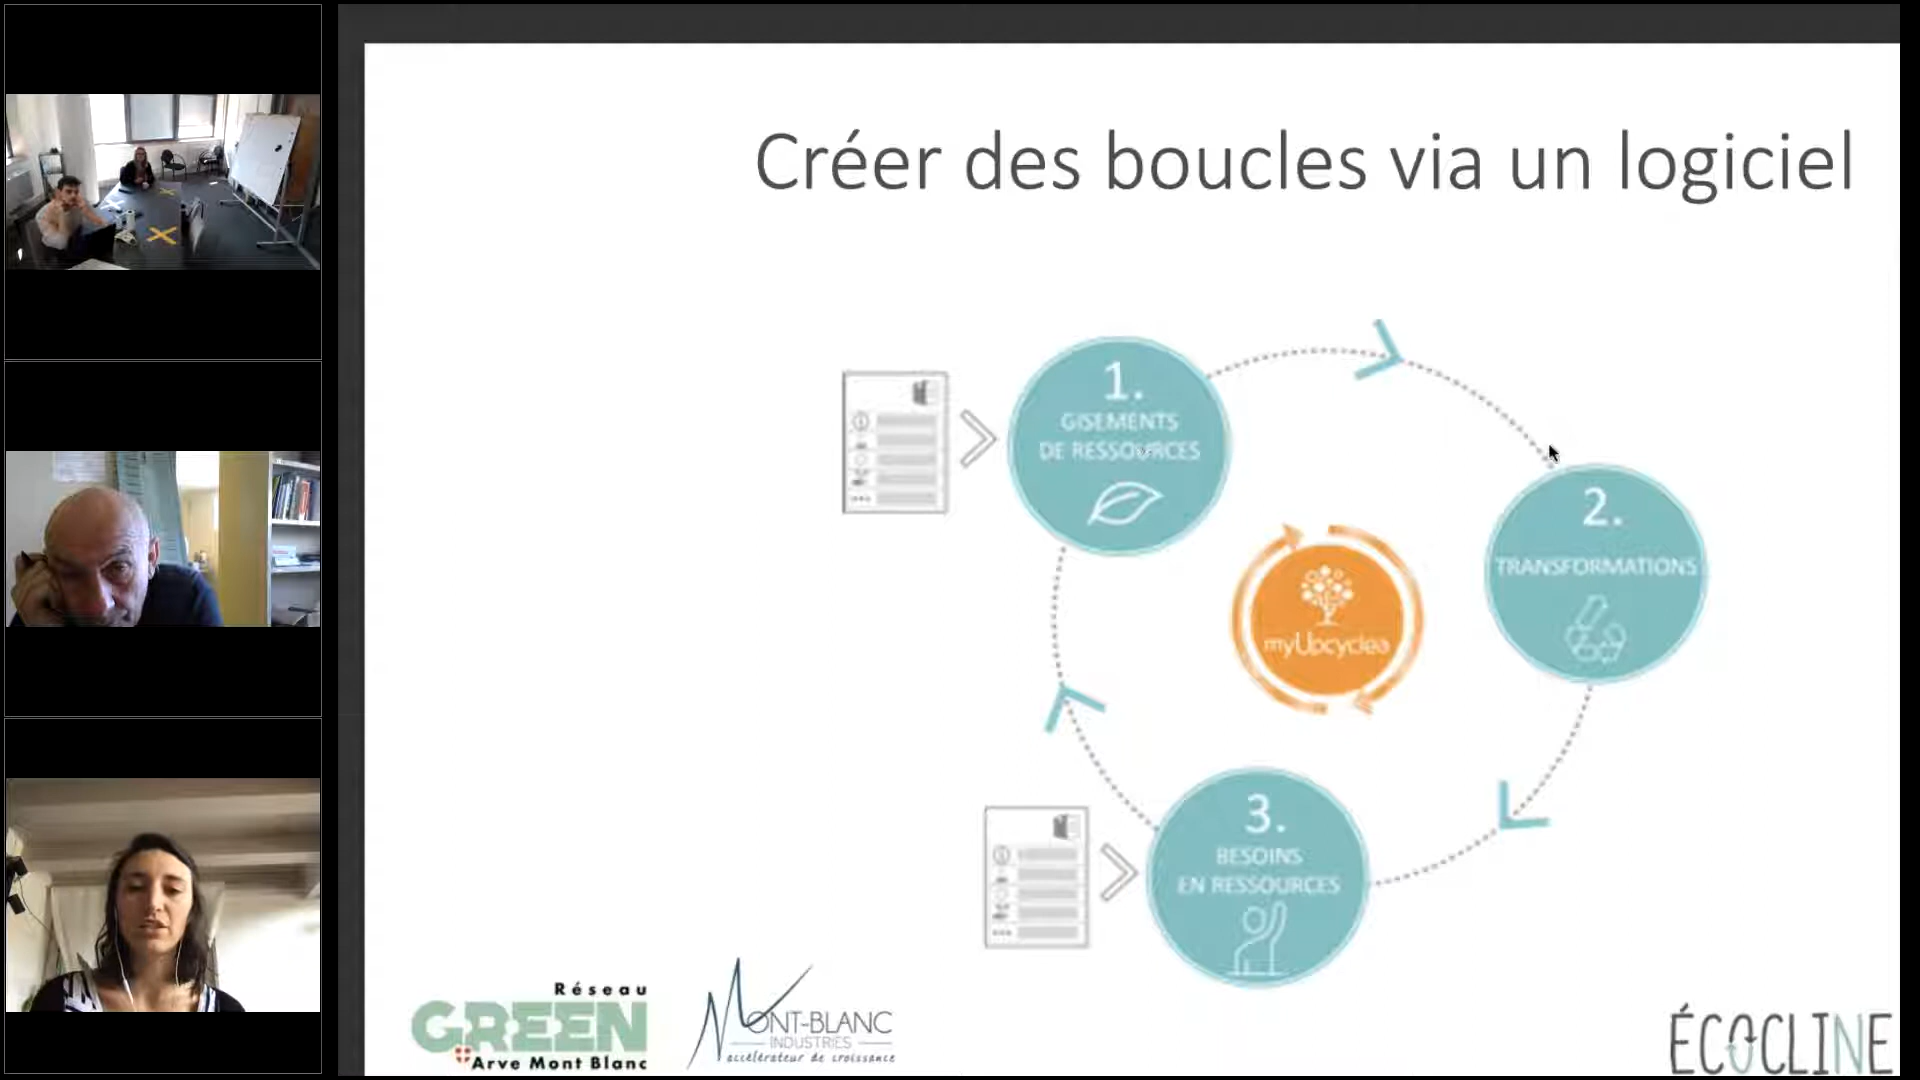 Créer des boucles via un logiciel
1.
GISEMENTS
DE RESSOURCES
2.
TRANSFORMATIONS
myUpcyclea
3.
BESOINS
EN RESSOURCES
Réseau
GREEN
Arve Mont Blanc
MONT-BLANC
INDUSTRIES
accélérateur de croissance
ÉCOCLINE